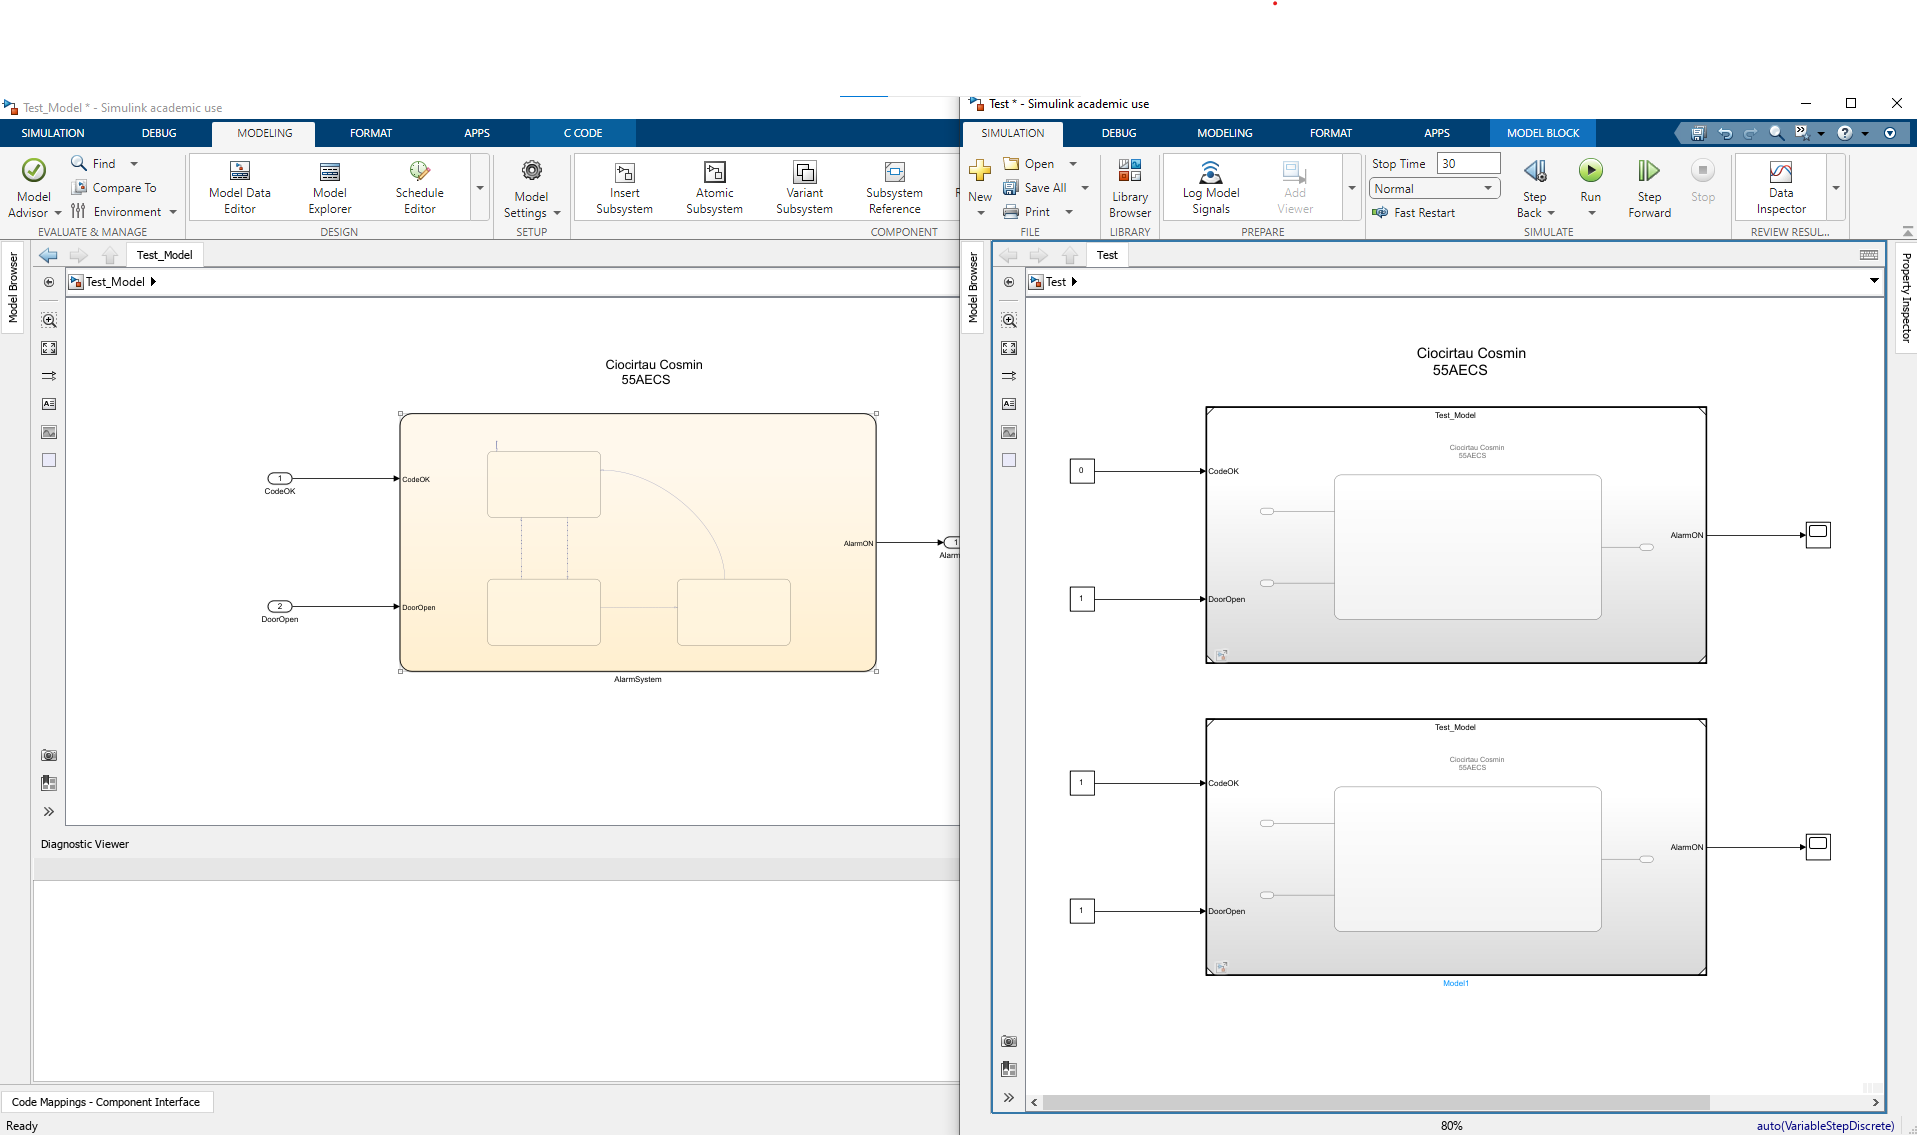 Test_Model * - Simulink academic use
SIMULATION
DEBUG
MODELING
FORMAT
APPS
C CODE
Model
Advisor
Find
Compare To
Environment
EVALUATE & MANAGE
Model Data
Editor
Model
Explorer
Schedule
Editor
DESIGN
Model
Settings
SETUP
Insert
Subsystem
Atomic
Subsystem
Variant
Subsystem
Subsystem
Reference
COMPONENT
Model Browser
Test_Model
Test_Model
Ciocirtau Cosmin
55AECS
1
CodeOK
CodeOK
2
DoorOpen
DoorOpen
AlarmON
1
Alarm
AlarmSystem
Diagnostic Viewer
Code Mappings - Component Interface
Ready
Test * - Simulink academic use
SIMULATION
DEBUG
MODELING
FORMAT
APPS
MODEL BLOCK
New
Open
Save All
Print
FILE
Library
Browser
LIBRARY
Log Model
Signals
Add
Viewer
PREPARE
Stop Time
30
Normal
Fast Restart
Step
Back
Run
Step
Forward
Stop
SIMULATE
Data
Inspector
REVIEW RESUL...
Model Browser
Test
Test
Property Inspector
Ciocirtau Cosmin
55AECS
Test_Model
Ciocirtau Cosmin
55AECS
0
CodeOK
1
DoorOpen
AlarmON
Test_Model
Ciocirtau Cosmin
55AECS
1
CodeOK
1
DoorOpen
AlarmON
Model1
80%
auto(VariableStepDiscrete)